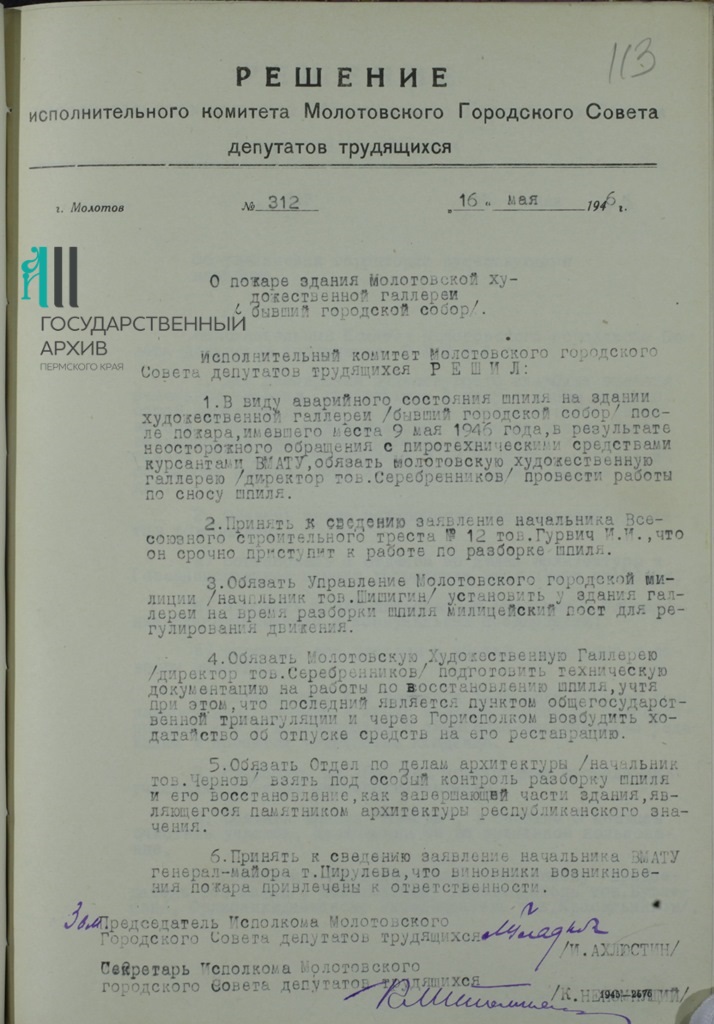 113
РЕШЕНИЕ
исполнительного комитета Молотовского Городского Совета
депутатов трудящихся
г. Молотов № 312 „16" мая 1946 г.
О пожаре здания Молотовской ху-
дожественной галлереи
/ бывший городской собор/.
ГОСУДАРСТВЕННЫЙ
АРХИВ
ПЕРМСКОГО КРАЯ
Исполнительный комитет Молотовского городского
Совета депутатов трудящихся Р Е Ш И Л:
1.В виду аварийного состояния шпиля на здании
художественной галлереи /бывший городской собор/ пос-
ле пожара,имевшего места 9 мая 1946 года,в результате
неосторожного обращения с пиротехническими средствами
курсантами ВМАТУ,обязать молотовскую художественную
галлерею /директор тов.Серебренников/ провести работы
по сносу шпиля.
2.Принять к сведению заявление начальника Все-
союзного строительного треста № 12 тов.Гурвич И.И.,что
он срочно приступит к работе по разборке шпиля.
3.Обязать Управление Молотовского городской ми-
лиции /начальник тов.Шишигин/ установить у здания гал-
лереи на время разборки шпиля милицейский пост для ре-
гулирования движения.
4.Обязать Молотовскую Художественную Галлерею
/директор тов.Серебренников/ подготовить техническую
документацию на работы по восстановлению шпиля,учтя
при этом,что последний является пунктом общегосударст-
венной триангуляции и через Горисполком возбудить хо-
датайство об отпуске средств на его реставрацию.
5.Обязать Отдел по делам архитектуры /начальник
тов.Чернов/ взять под особый контроль разборку шпиля
и его восстановление,как завершающей части здания,яв-
ляющегося памятником архитектуры республиканского зна-
чения.
6.Принять к сведению заявление начальника ВМАТУ
генерал-майора т.Цирулева,что виновники возникнове-
ния пожара привлечены к ответственности.
Зам Председатель Исполкома Молотовского
Городского Совета депутатов трудящихся
/М.АХЛЮСТИН/
Секретарь Исполкома Молотовского
городского Совета депутатов трудящихся
/К.НЕПОМНЯЩИЙ/